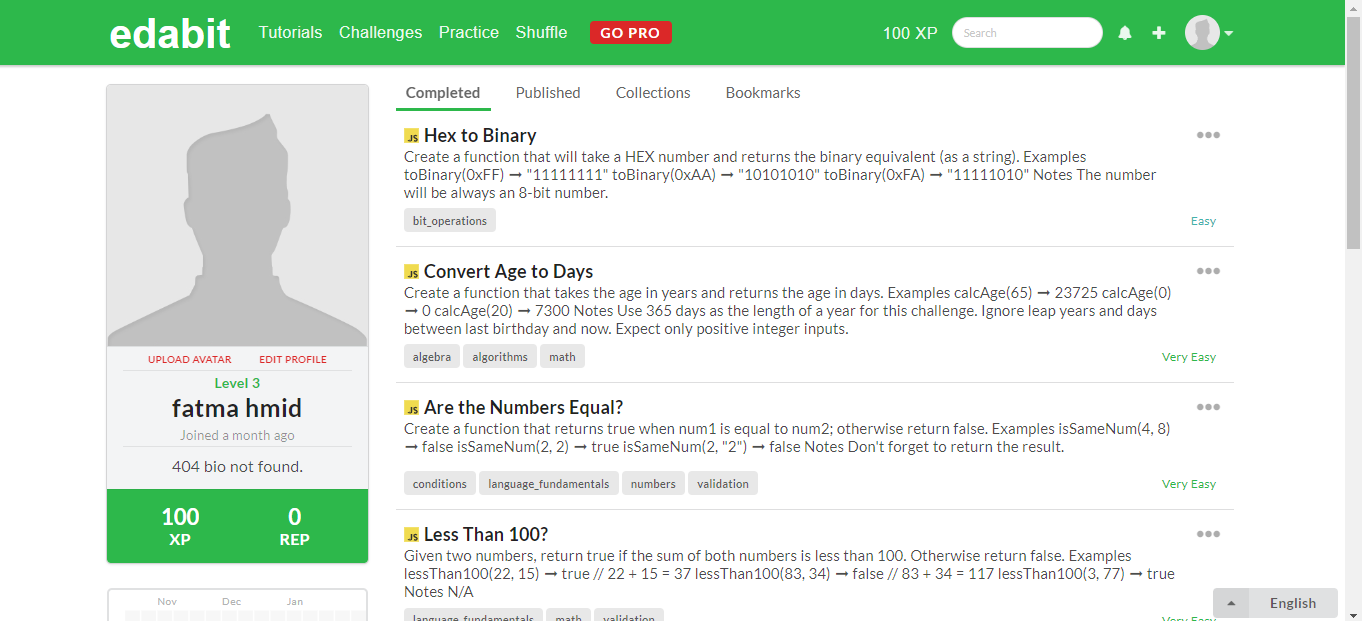 edabit Tutorials Challenges Practice Shuffle GO PRO 100 XP Search
Completed Published Collections Bookmarks
UPLOAD AVATAR EDIT PROFILE
Level 3
fatma hmid
Joined a month ago
404 bio not found.
100 0
XP REP
Nov Dec Jan
JS Hex to Binary
Create a function that will take a HEX number and returns the binary equivalent (as a string). Examples
toBinary(0xFF) ➞ "11111111" toBinary(0xAA) ➞ "10101010" toBinary(0xFA) ➞ "11111010" Notes The number
will be always an 8-bit number.
bit_operations Easy
JS Convert Age to Days
Create a function that takes the age in years and returns the age in days. Examples calcAge(65) ➞ 23725 calcAge(0)
➞ 0 calcAge(20) ➞ 7300 Notes Use 365 days as the length of a year for this challenge. Ignore leap years and days
between last birthday and now. Expect only positive integer inputs.
algebra algorithms math Very Easy
JS Are the Numbers Equal?
Create a function that returns true when num1 is equal to num2; otherwise return false. Examples isSameNum(4, 8)
➞ false isSameNum(2, 2) ➞ true isSameNum(2, "2") ➞ false Notes Don't forget to return the result.
conditions language_fundamentals numbers validation Very Easy
JS Less Than 100?
Given two numbers, return true if the sum of both numbers is less than 100. Otherwise return false. Examples
lessThan100(22, 15) ➞ true // 22 + 15 = 37 lessThan100(83, 34) ➞ false // 83 + 34 = 117 lessThan100(3, 77) ➞ true
Notes N/A
language_fundamentals math validation Very Easy
English